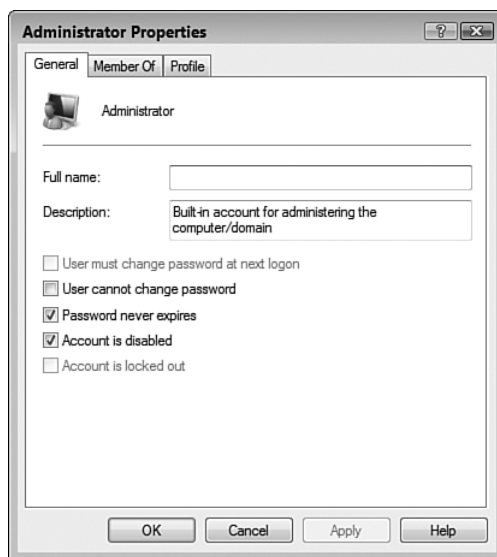 Administrator Properties
General Member Of Profile
Administrator
Full name:
Description: Built-in account for administering the
computer/domain
User must change password at next logon
User cannot change password
Password never expires
Account is disabled
Account is locked out
OK Cancel Apply Help